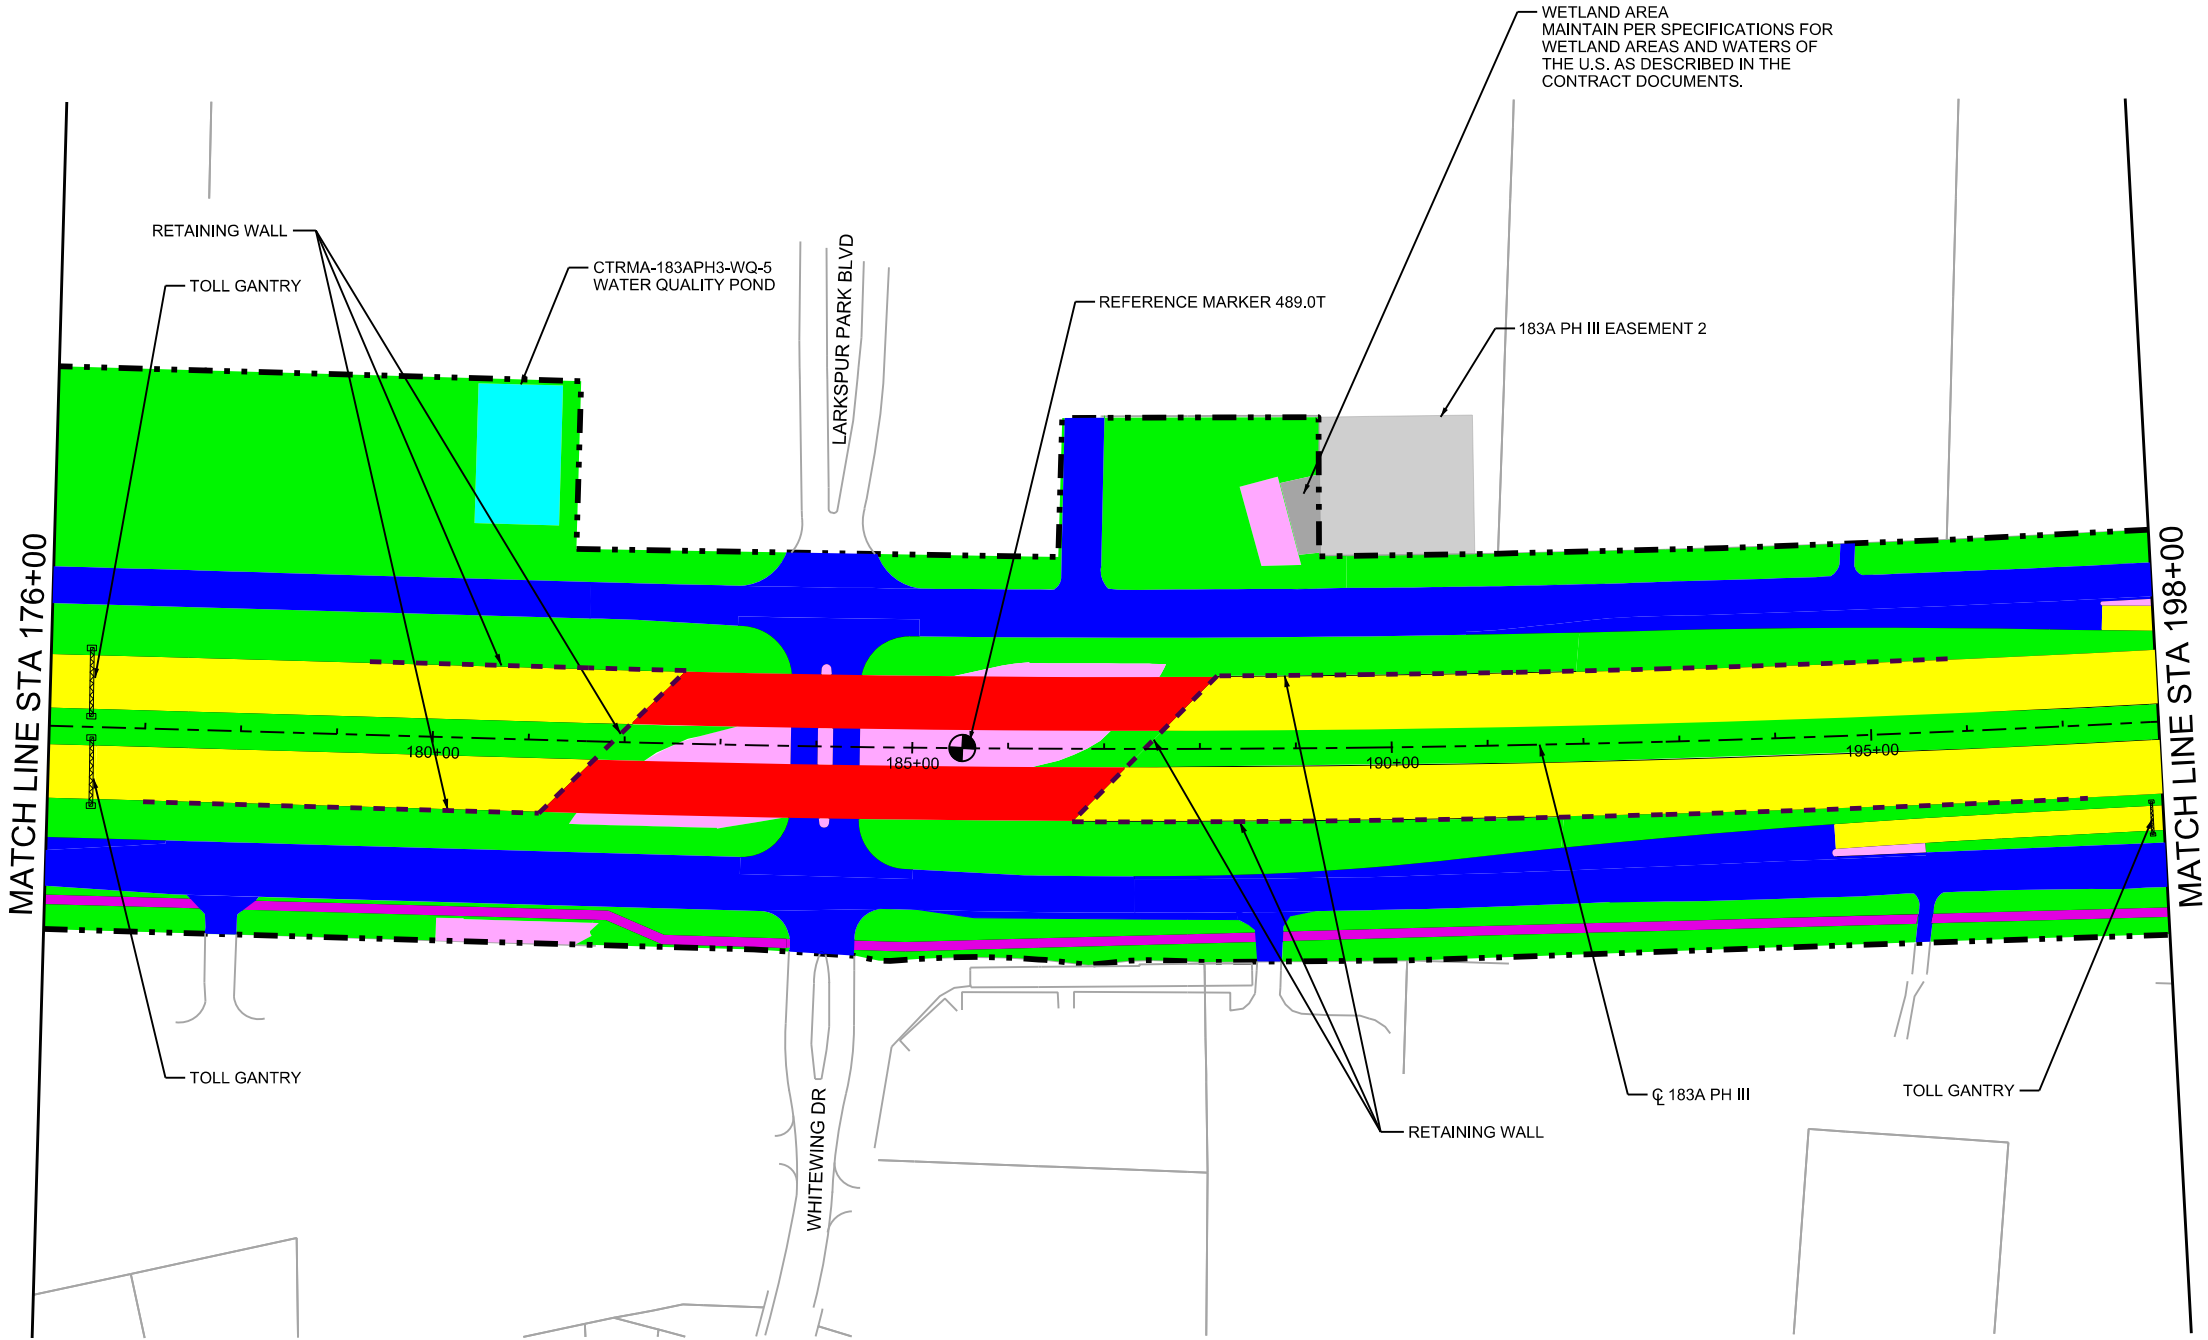 WETLAND AREA
MAINTAIN PER SPECIFICATIONS FOR
WETLAND AREAS AND WATERS OF
THE U.S. AS DESCRIBED IN THE
CONTRACT DOCUMENTS.
RETAINING WALL
TOLL GANTRY
CTRMA-183APH3-WQ-5
WATER QUALITY POND
LARKSPUR PARK BLVD
REFERENCE MARKER 489.0T
183A PH III EASEMENT 2
MATCH LINE STA 176+00
MATCH LINE STA 198+00
180+00
185+00
190+00
195+00
TOLL GANTRY
WHITEWING DR
RETAINING WALL
℄ 183A PH III
TOLL GANTRY